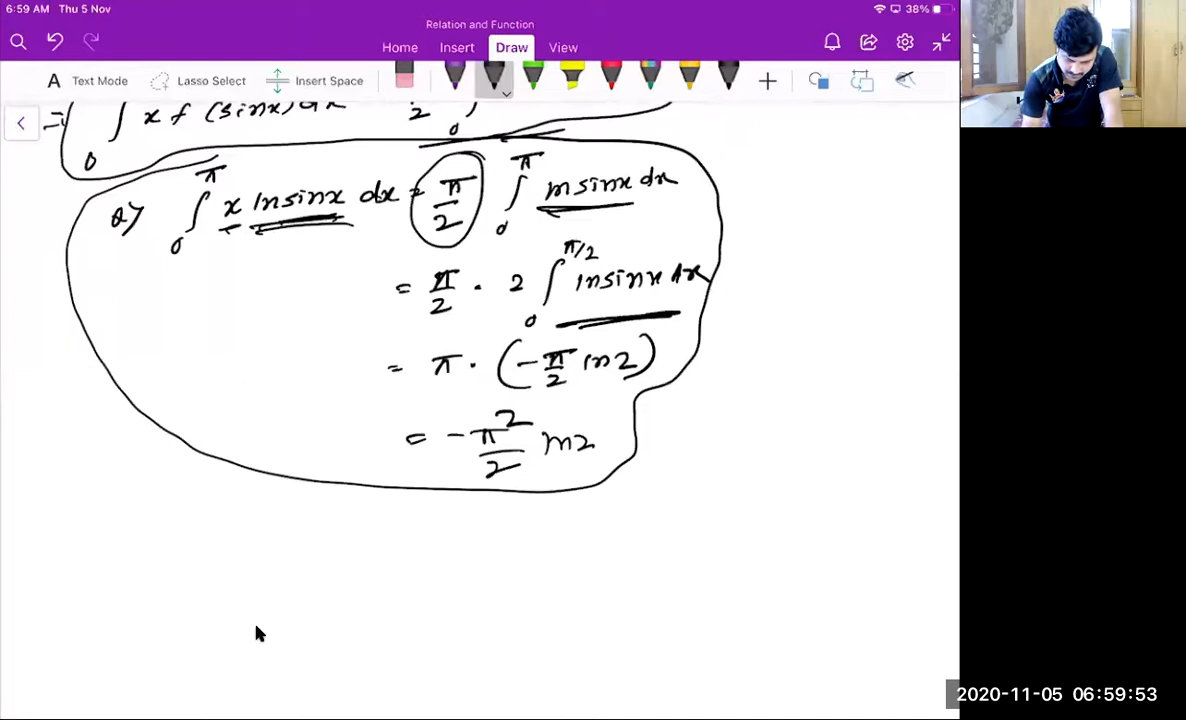 6:59 AM Thu 5 Nov 38%
Relation and Function
Home Insert Draw View
A Text Mode Lasso Select Insert Space
=> ∫₀ x f (sinx) dx 2 ∫₀
Q) ∫₀^π x lnsinx dx = π/2 ∫₀^π lnsinx dx
= π/2 · 2 ∫₀^π/2 lnsinx dx
= π · (-π/2 ln2)
= -π²/2 ln2
2020-11-05 06:59:53